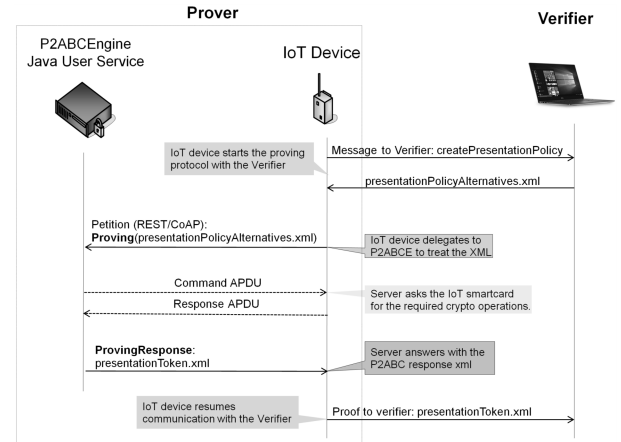 Prover
Verifier
P2ABCEngine
Java User Service
IoT Device
IoT device starts the proving
protocol with the Verifier
Message to Verifier: createPresentationPolicy
presentationPolicyAlternatives.xml
Petition (REST/CoAP):
Proving(presentationPolicyAlternatives.xml)
IoT device delegates to
P2ABCE to treat the XML
Command APDU
Response APDU
Server asks the IoT smartcard
for the required crypto operations.
ProvingResponse:
presentationToken.xml
Server answers with the
P2ABC response xml
IoT device resumes
communication with the Verifier
Proof to verifier: presentationToken.xml